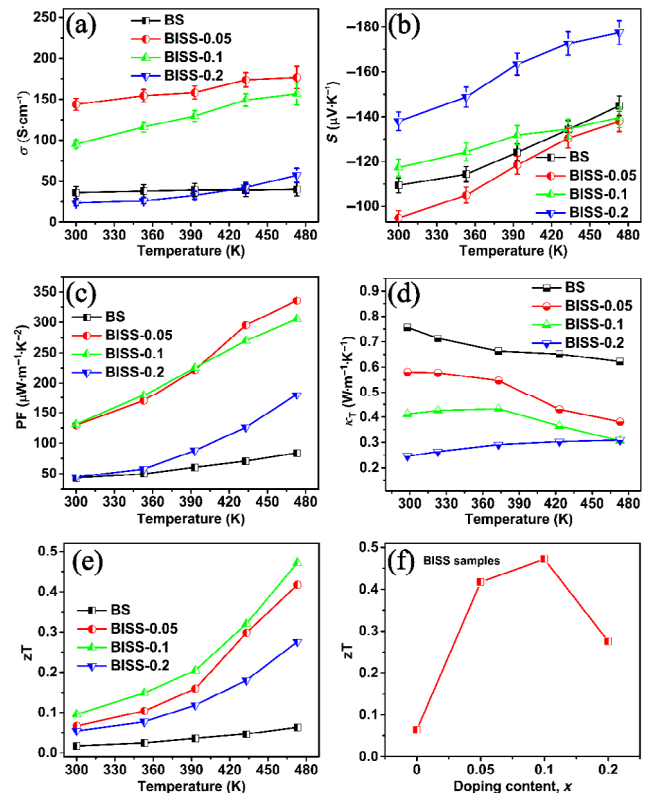 (a)
BS
BISS-0.05
BISS-0.1
BISS-0.2
250
200
150
100
50
0
σ (S·cm⁻¹)
300 330 360 390 420 450 480
Temperature (K)
(b)
−180
−160
−140
−120
−100
S (μV·K⁻¹)
BS
BISS-0.05
BISS-0.1
BISS-0.2
300 330 360 390 420 450 480
Temperature (K)
(c)
BS
BISS-0.05
BISS-0.1
BISS-0.2
350
300
250
200
150
100
50
PF (μW·m⁻¹·K⁻²)
300 330 360 390 420 450 480
Temperature (K)
(d)
BS
BISS-0.05
BISS-0.1
BISS-0.2
0.9
0.8
0.7
0.6
0.5
0.4
0.3
0.2
κT (W·m⁻¹·K⁻¹)
300 330 360 390 420 450 480
Temperature (K)
(e)
BS
BISS-0.05
BISS-0.1
BISS-0.2
0.5
0.4
0.3
0.2
0.1
0.0
zT
300 330 360 390 420 450 480
Temperature (K)
(f)
BISS samples
0.5
0.4
0.3
0.2
0.1
0.0
zT
0 0.05 0.1 0.2
Doping content, x